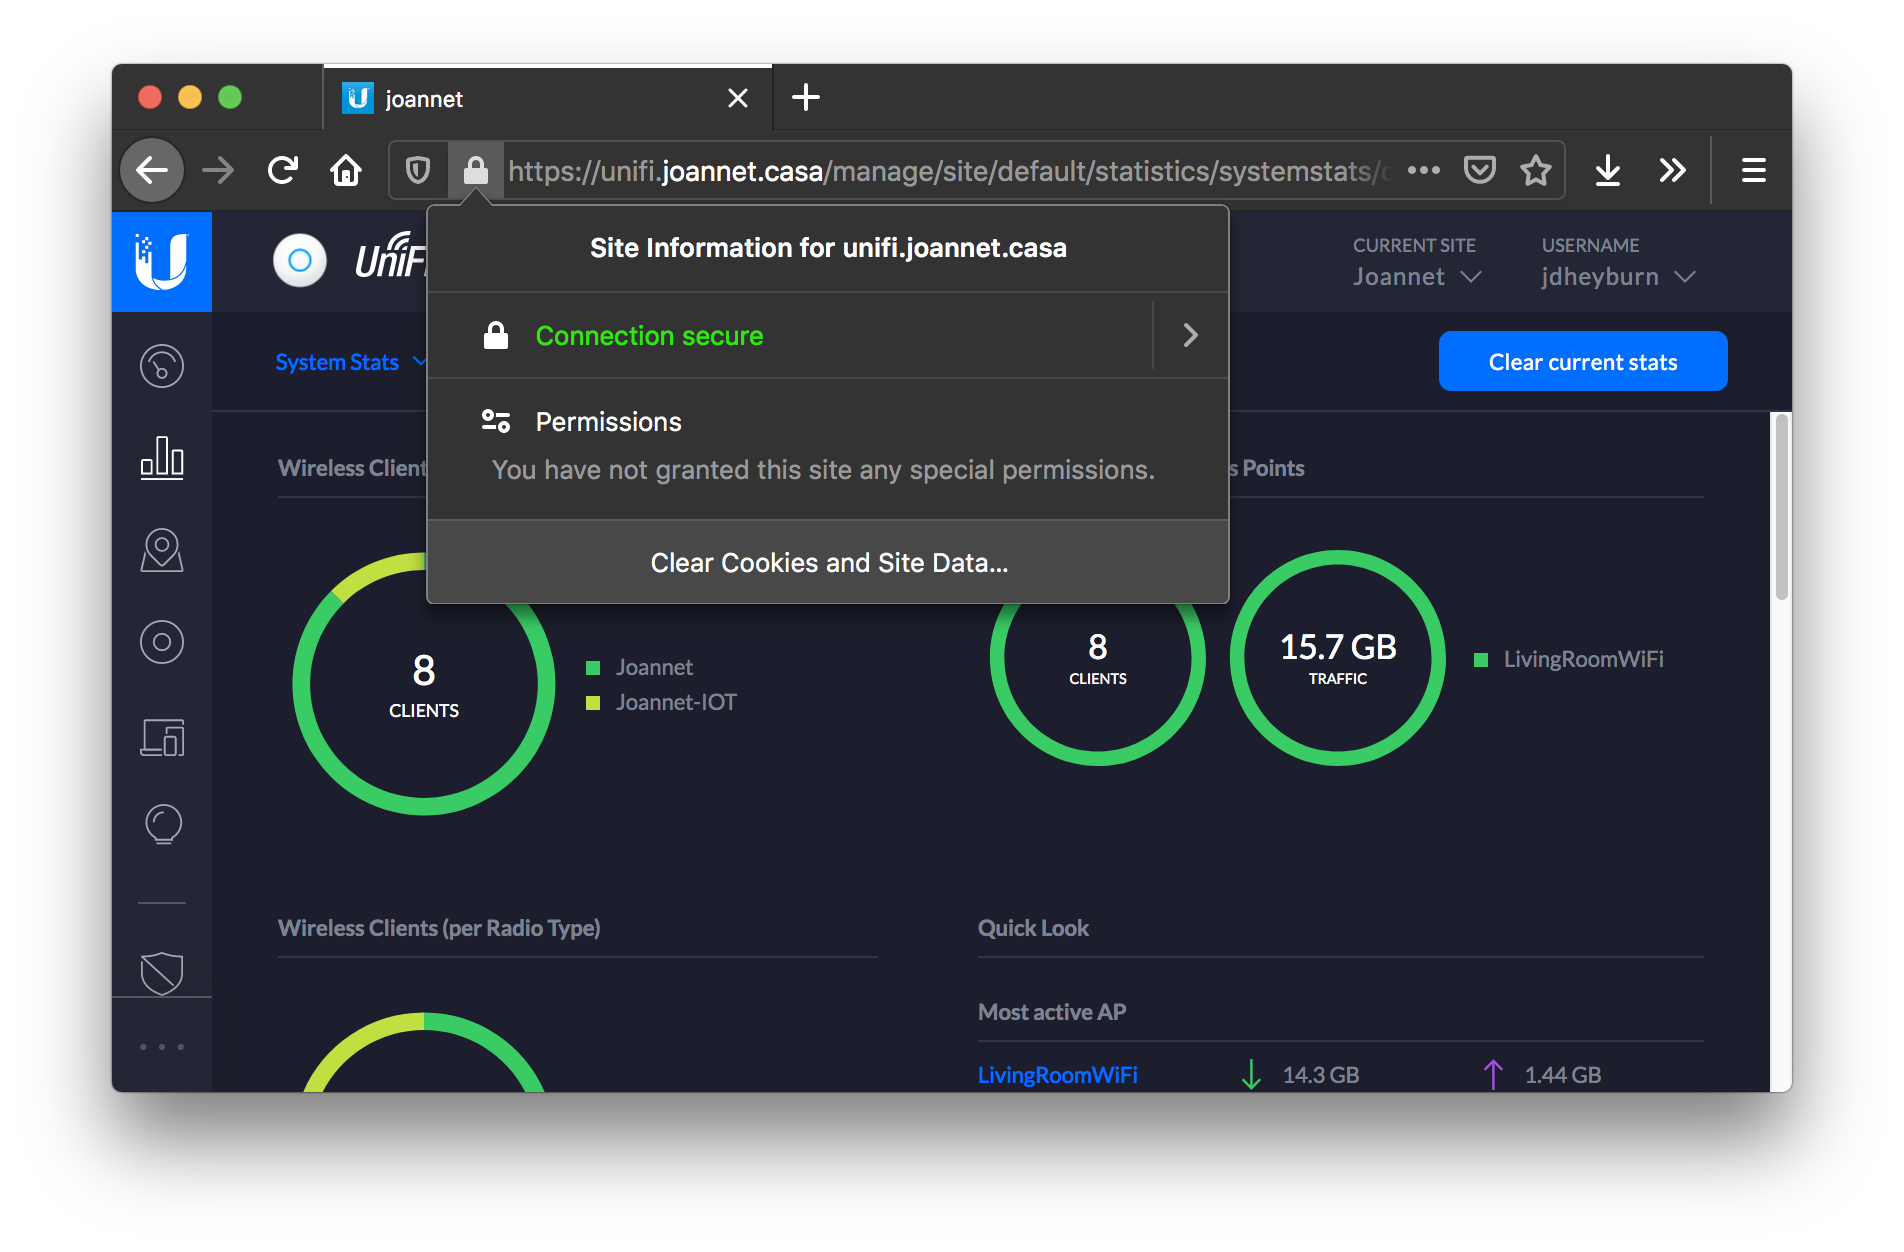 joannet
https://unifi.joannet.casa/manage/site/default/statistics/systemstats/
UniFi
CURRENT SITE
Joannet
USERNAME
jdheyburn
Site Information for unifi.joannet.casa
Connection secure
Permissions
You have not granted this site any special permissions.
Clear Cookies and Site Data...
System Stats
Clear current stats
Wireless Client
s Points
8
CLIENTS
Joannet
Joannet-IOT
8
CLIENTS
15.7 GB
TRAFFIC
LivingRoomWiFi
Wireless Clients (per Radio Type)
Quick Look
Most active AP
LivingRoomWiFi
14.3 GB
1.44 GB